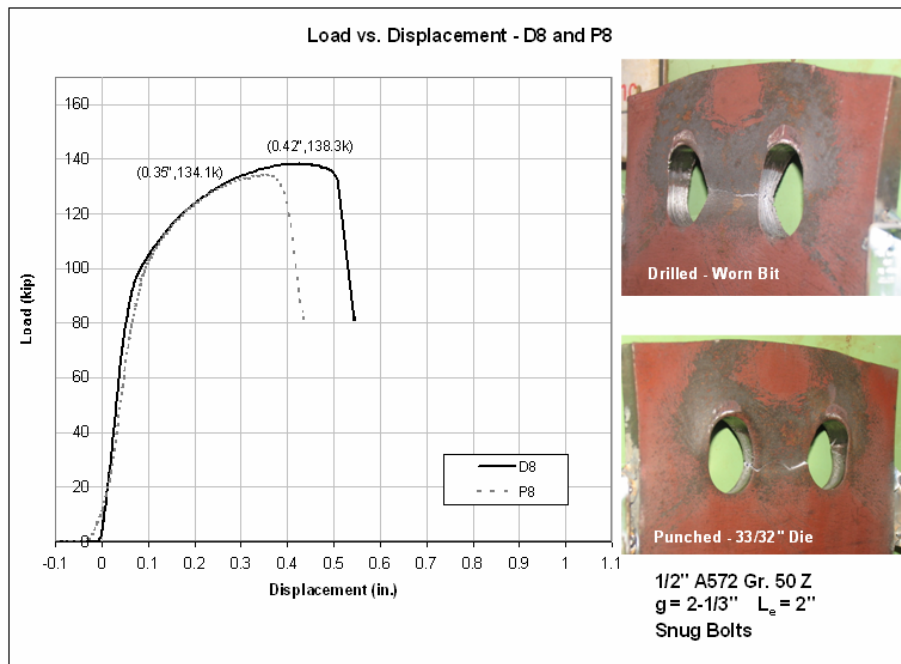 Load vs. Displacement - D8 and P8
160
140
120
100
80
60
40
20
0
Load (kip)
(0.35", 134.1k)
(0.42", 138.3k)
D8
P8
-0.1 0 0.1 0.2 0.3 0.4 0.5 0.6 0.7 0.8 0.9 1 1.1
Displacement (in.)
Drilled - Worn Bit
Punched - 33/32" Die
1/2" A572 Gr. 50 Z
g = 2-1/3" Le = 2"
Snug Bolts